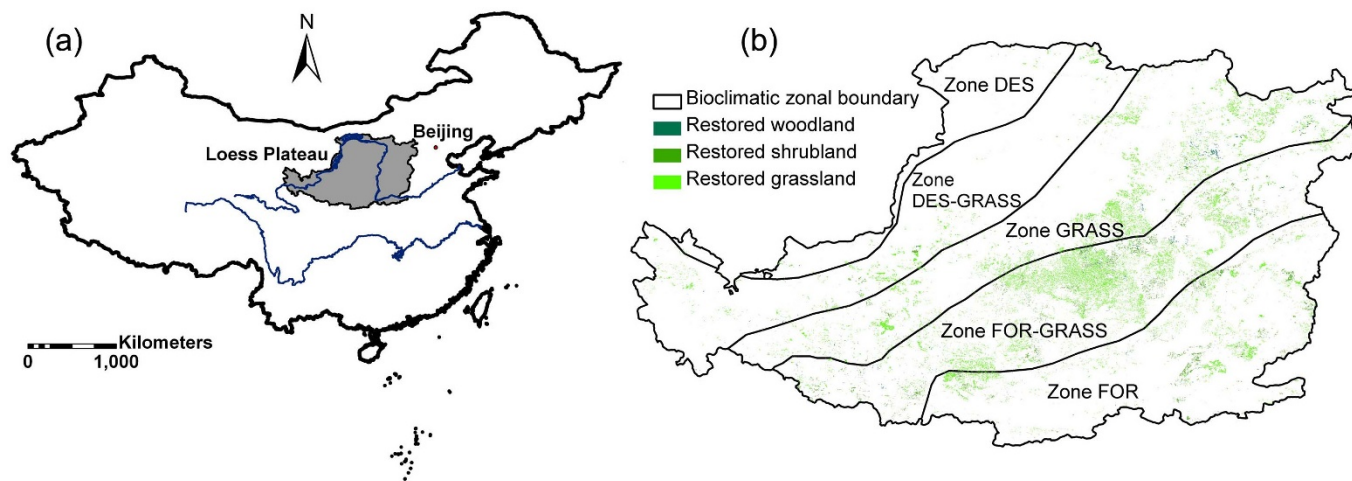 (a)
N
Beijing
Loess Plateau
Kilometers
0 1,000
(b)
Bioclimatic zonal boundary
Restored woodland
Restored shrubland
Restored grassland
Zone DES
Zone
DES-GRASS
Zone GRASS
Zone FOR-GRASS
Zone FOR